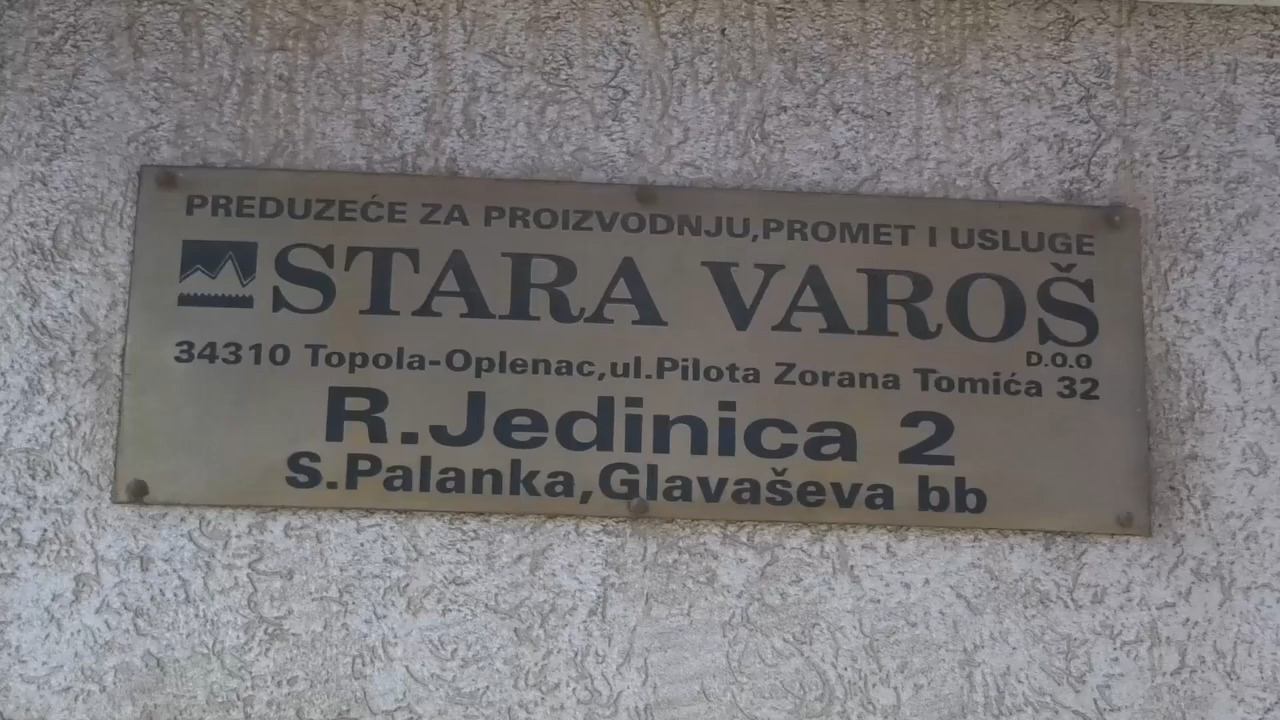 PREDUZEĆE ZA PROIZVODNJU,PROMET I USLUGE
STARA VAROŠ
D.O.O
34310 Topola-Oplenac,ul.Pilota Zorana Tomića 32
R.Jedinica 2
S.Palanka,Glavaševa bb